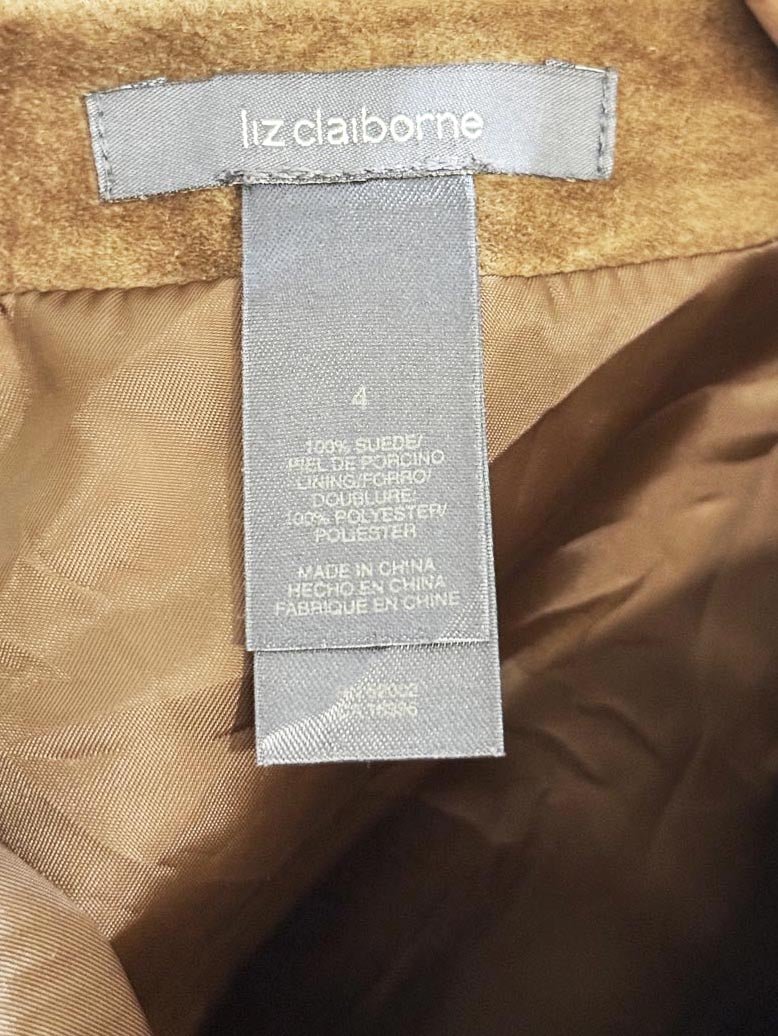 liz claiborne
4
100% SUEDE/
PIEL DE PORCINO
LINING/FORRO/
DOUBLURE:
100% POLYESTER/
POLIESTER
MADE IN CHINA
HECHO EN CHINA
FABRIQUÉ EN CHINE